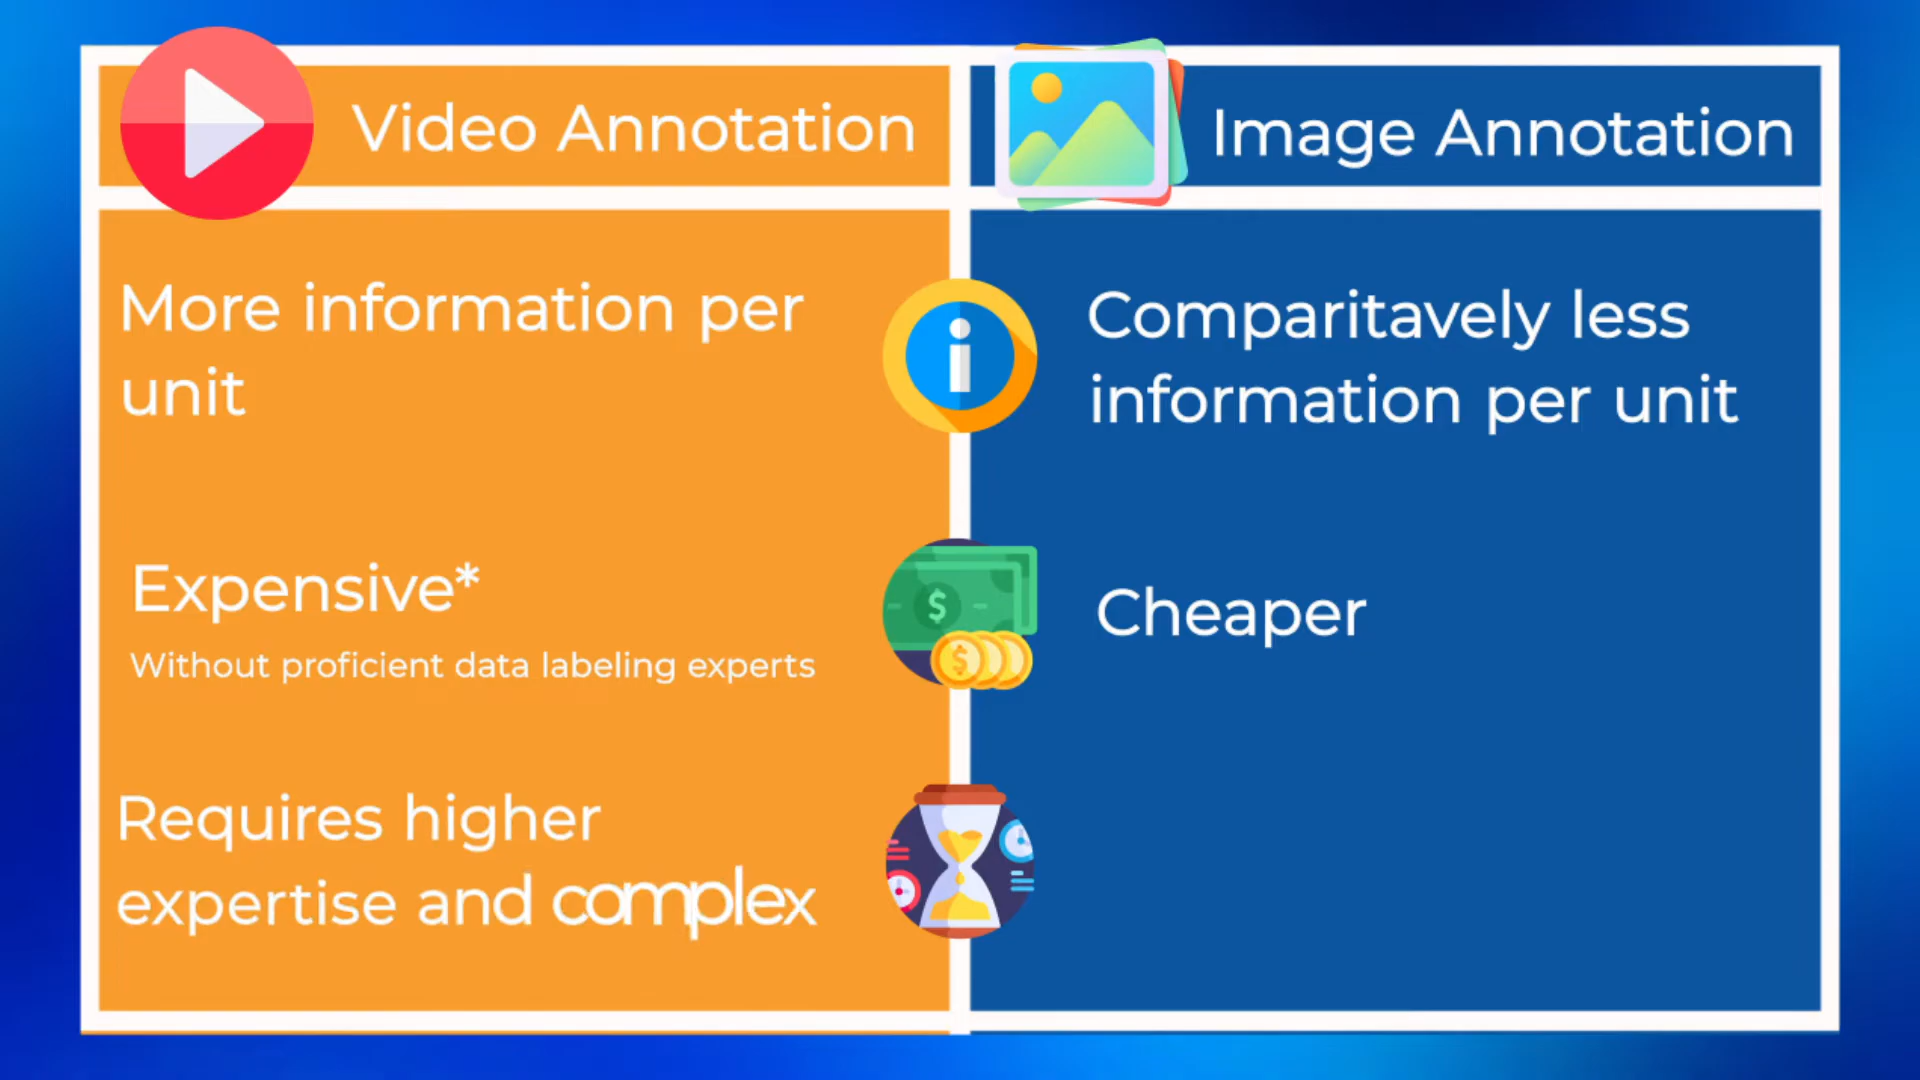 Video Annotation
Image Annotation
More information per
unit
Comparitavely less
information per unit
Expensive*
Without proficient data labeling experts
Cheaper
Requires higher
expertise and complex